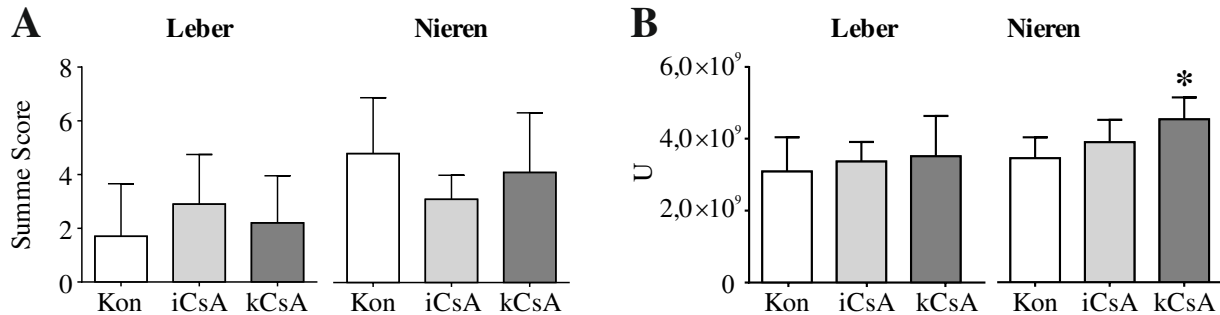 A
Leber
Nieren
Summe Score
8
6
4
2
0
Kon
iCsA
kCsA
Kon
iCsA
kCsA
B
Leber
Nieren
U
6,0×10⁹
4,0×10⁹
2,0×10⁹
0
*
Kon
iCsA
kCsA
Kon
iCsA
kCsA